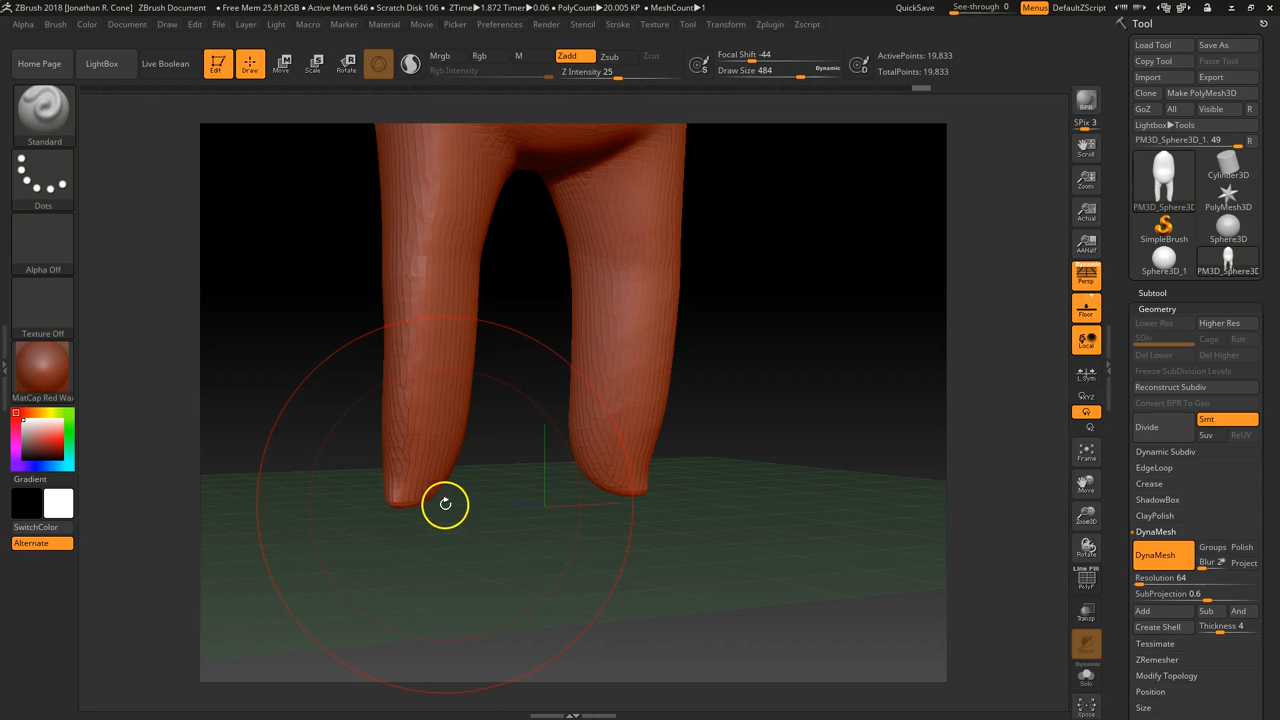 ZBrush 2018 [Jonathan R. Cone] ZBrush Document • Free Mem 25.812GB • Active Mem 646 • Scratch Disk 106 • ZTime▶1.872 Timer▶0.06 • PolyCount▶20.005 KP • MeshCount▶1 QuickSave See-through 0 Menus DefaultZScript
Alpha Brush Color Document Draw Edit File Layer Light Macro Marker Material Movie Picker Preferences Render Stencil Stroke Texture Tool Transform Zplugin Zscript
Home Page
LightBox
Live Boolean
Edit
Draw
Move
Scale
Rotate
Mrgb Rgb M
Rgb Intensity
Zadd Zsub Zcut
Z Intensity 25
S
Focal Shift -44
Draw Size 484
Dynamic
D
ActivePoints: 19,833
TotalPoints: 19,833
Standard
Dots
Alpha Off
Texture Off
MatCap Red Wax
Gradient
SwitchColor
Alternate
BPR
SPix 3
Scroll
Zoom
Actual
AAHalf
Dynamic
Persp
Floor
Local
L.Sym
XYZ
Frame
Move
Zoom3D
Rotate
Line Fill
PolyF
Transp
Ghost
Dynamic
Solo
Xpose
Tool
Load Tool Save As
Copy Tool Paste Tool
Import Export
Clone Make PolyMesh3D
GoZ All Visible R
Lightbox▶Tools
PM3D_Sphere3D_1. 49 R
PM3D_Sphere3D
Cylinder3D
PolyMesh3D
SimpleBrush Sphere3D
Sphere3D_1 PM3D_Sphere3D
Subtool
Geometry
Lower Res Higher Res
SDiv Cage Rstr
Del Lower Del Higher
Freeze SubDivision Levels
Reconstruct Subdiv
Convert BPR To Geo
Divide
Smt
Suv ReUV
Dynamic Subdiv
EdgeLoop
Crease
ShadowBox
ClayPolish
DynaMesh
DynaMesh
Groups Polish
Blur 2 Project
Resolution 64
SubProjection 0.6
Add Sub And
Create Shell Thickness 4
Tessimate
ZRemesher
Modify Topology
Position
Size